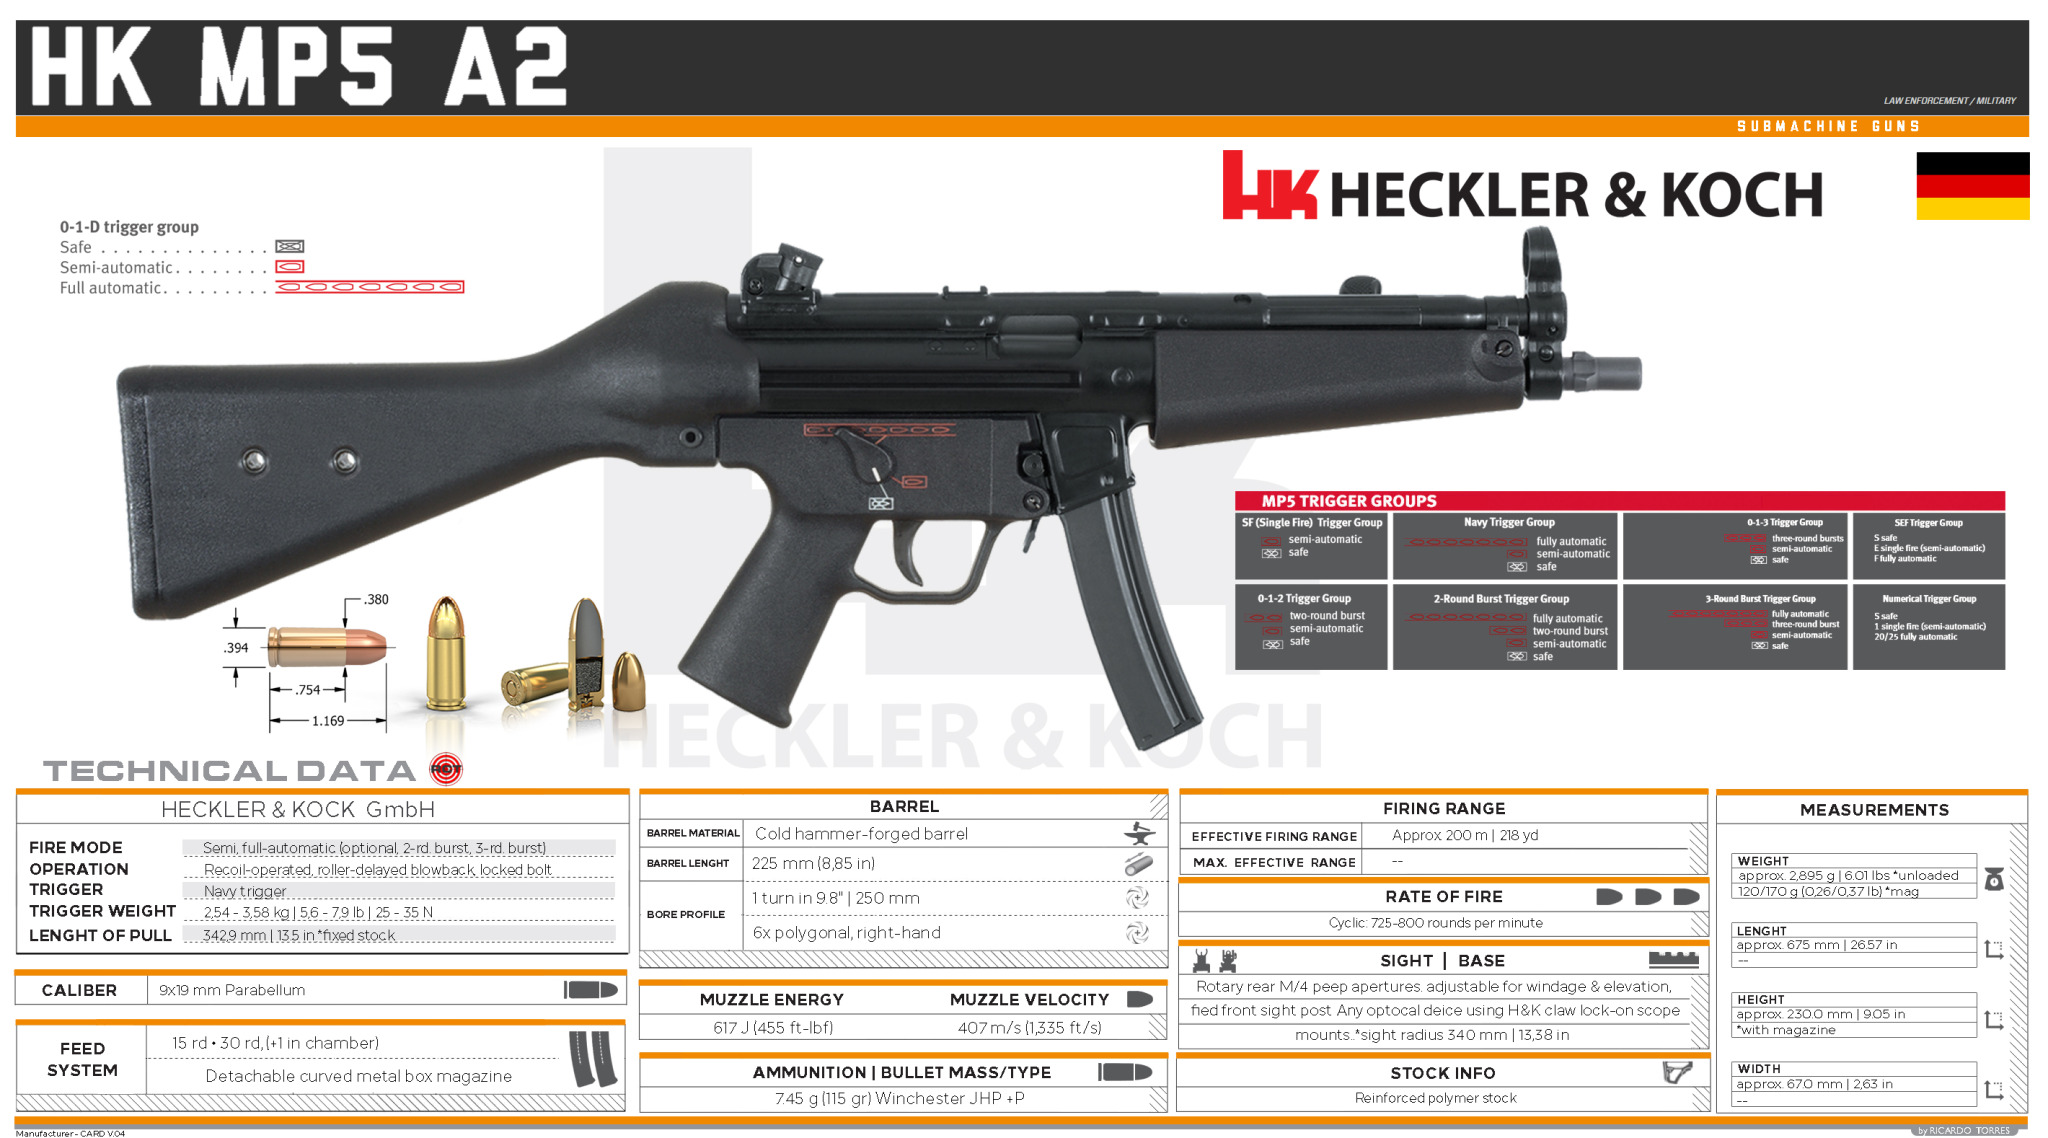 HK MP5 A2
LAW ENFORCEMENT / MILITARY
SUBMACHINE GUNS
HK HECKLER & KOCH
0-1-D trigger group
Safe . . . . . . . . . . . . . .
Semi-automatic. . . . . . . .
Full automatic. . . . . . . . .
.380
.394
.754
1.169
MP5 TRIGGER GROUPS
SF (Single Fire) Trigger Group
semi-automatic
safe
Navy Trigger Group
fully automatic
semi-automatic
safe
0-1-3 Trigger Group
three-round bursts
semi-automatic
safe
SEF Trigger Group
S safe
E single fire (semi-automatic)
F fully automatic
0-1-2 Trigger Group
two-round burst
semi-automatic
safe
2-Round Burst Trigger Group
fully automatic
two-round burst
semi-automatic
safe
3-Round Burst Trigger Group
fully automatic
three-round burst
semi-automatic
safe
Numerical Trigger Group
S safe
1 single fire (semi-automatic)
20/25 fully automatic
HECKLER & KOCH
TECHNICAL DATA
HECKLER & KOCK GmbH
FIRE MODE Semi, full-automatic (optional, 2-rd. burst, 3-rd. burst)
OPERATION Recoil-operated, roller-delayed blowback, locked bolt
TRIGGER Navy trigger
TRIGGER WEIGHT 2,54 - 3,58 kg | 5,6 - 7,9 lb | 25 - 35 N
LENGHT OF PULL 342,9 mm | 13.5 in *fixed stock
CALIBER 9x19 mm Parabellum
FEED SYSTEM
15 rd • 30 rd, (+1 in chamber)
Detachable curved metal box magazine
BARREL
BARREL MATERIAL Cold hammer-forged barrel
BARREL LENGHT 225 mm (8,85 in)
BORE PROFILE
1 turn in 9.8" | 250 mm
6x polygonal, right-hand
MUZZLE ENERGY MUZZLE VELOCITY
617 J (455 ft-lbf) 407 m/s (1,335 ft/s)
AMMUNITION | BULLET MASS/TYPE
7.45 g (115 gr) Winchester JHP +P
FIRING RANGE
EFFECTIVE FIRING RANGE Approx. 200 m | 218 yd
MAX. EFFECTIVE RANGE --
RATE OF FIRE
Cyclic: 725-800 rounds per minute
SIGHT | BASE
Rotary rear M/4 peep apertures. adjustable for windage & elevation,
fied front sight post. Any optocal deice using H&K claw lock-on scope
mounts..*sight radius 340 mm | 13,38 in
STOCK INFO
Reinforced polymer stock
MEASUREMENTS
WEIGHT
approx. 2,895 g | 6.01 lbs *unloaded
120/170 g (0,26/0,37 lb) *mag
LENGHT
approx. 675 mm | 26.57 in
--
HEIGHT
approx. 230.0 mm | 9.05 in
*with magazine
WIDTH
approx. 67.0 mm | 2,63 in
--
Manufacturer - CARD V.04
by RICARDO TORRES